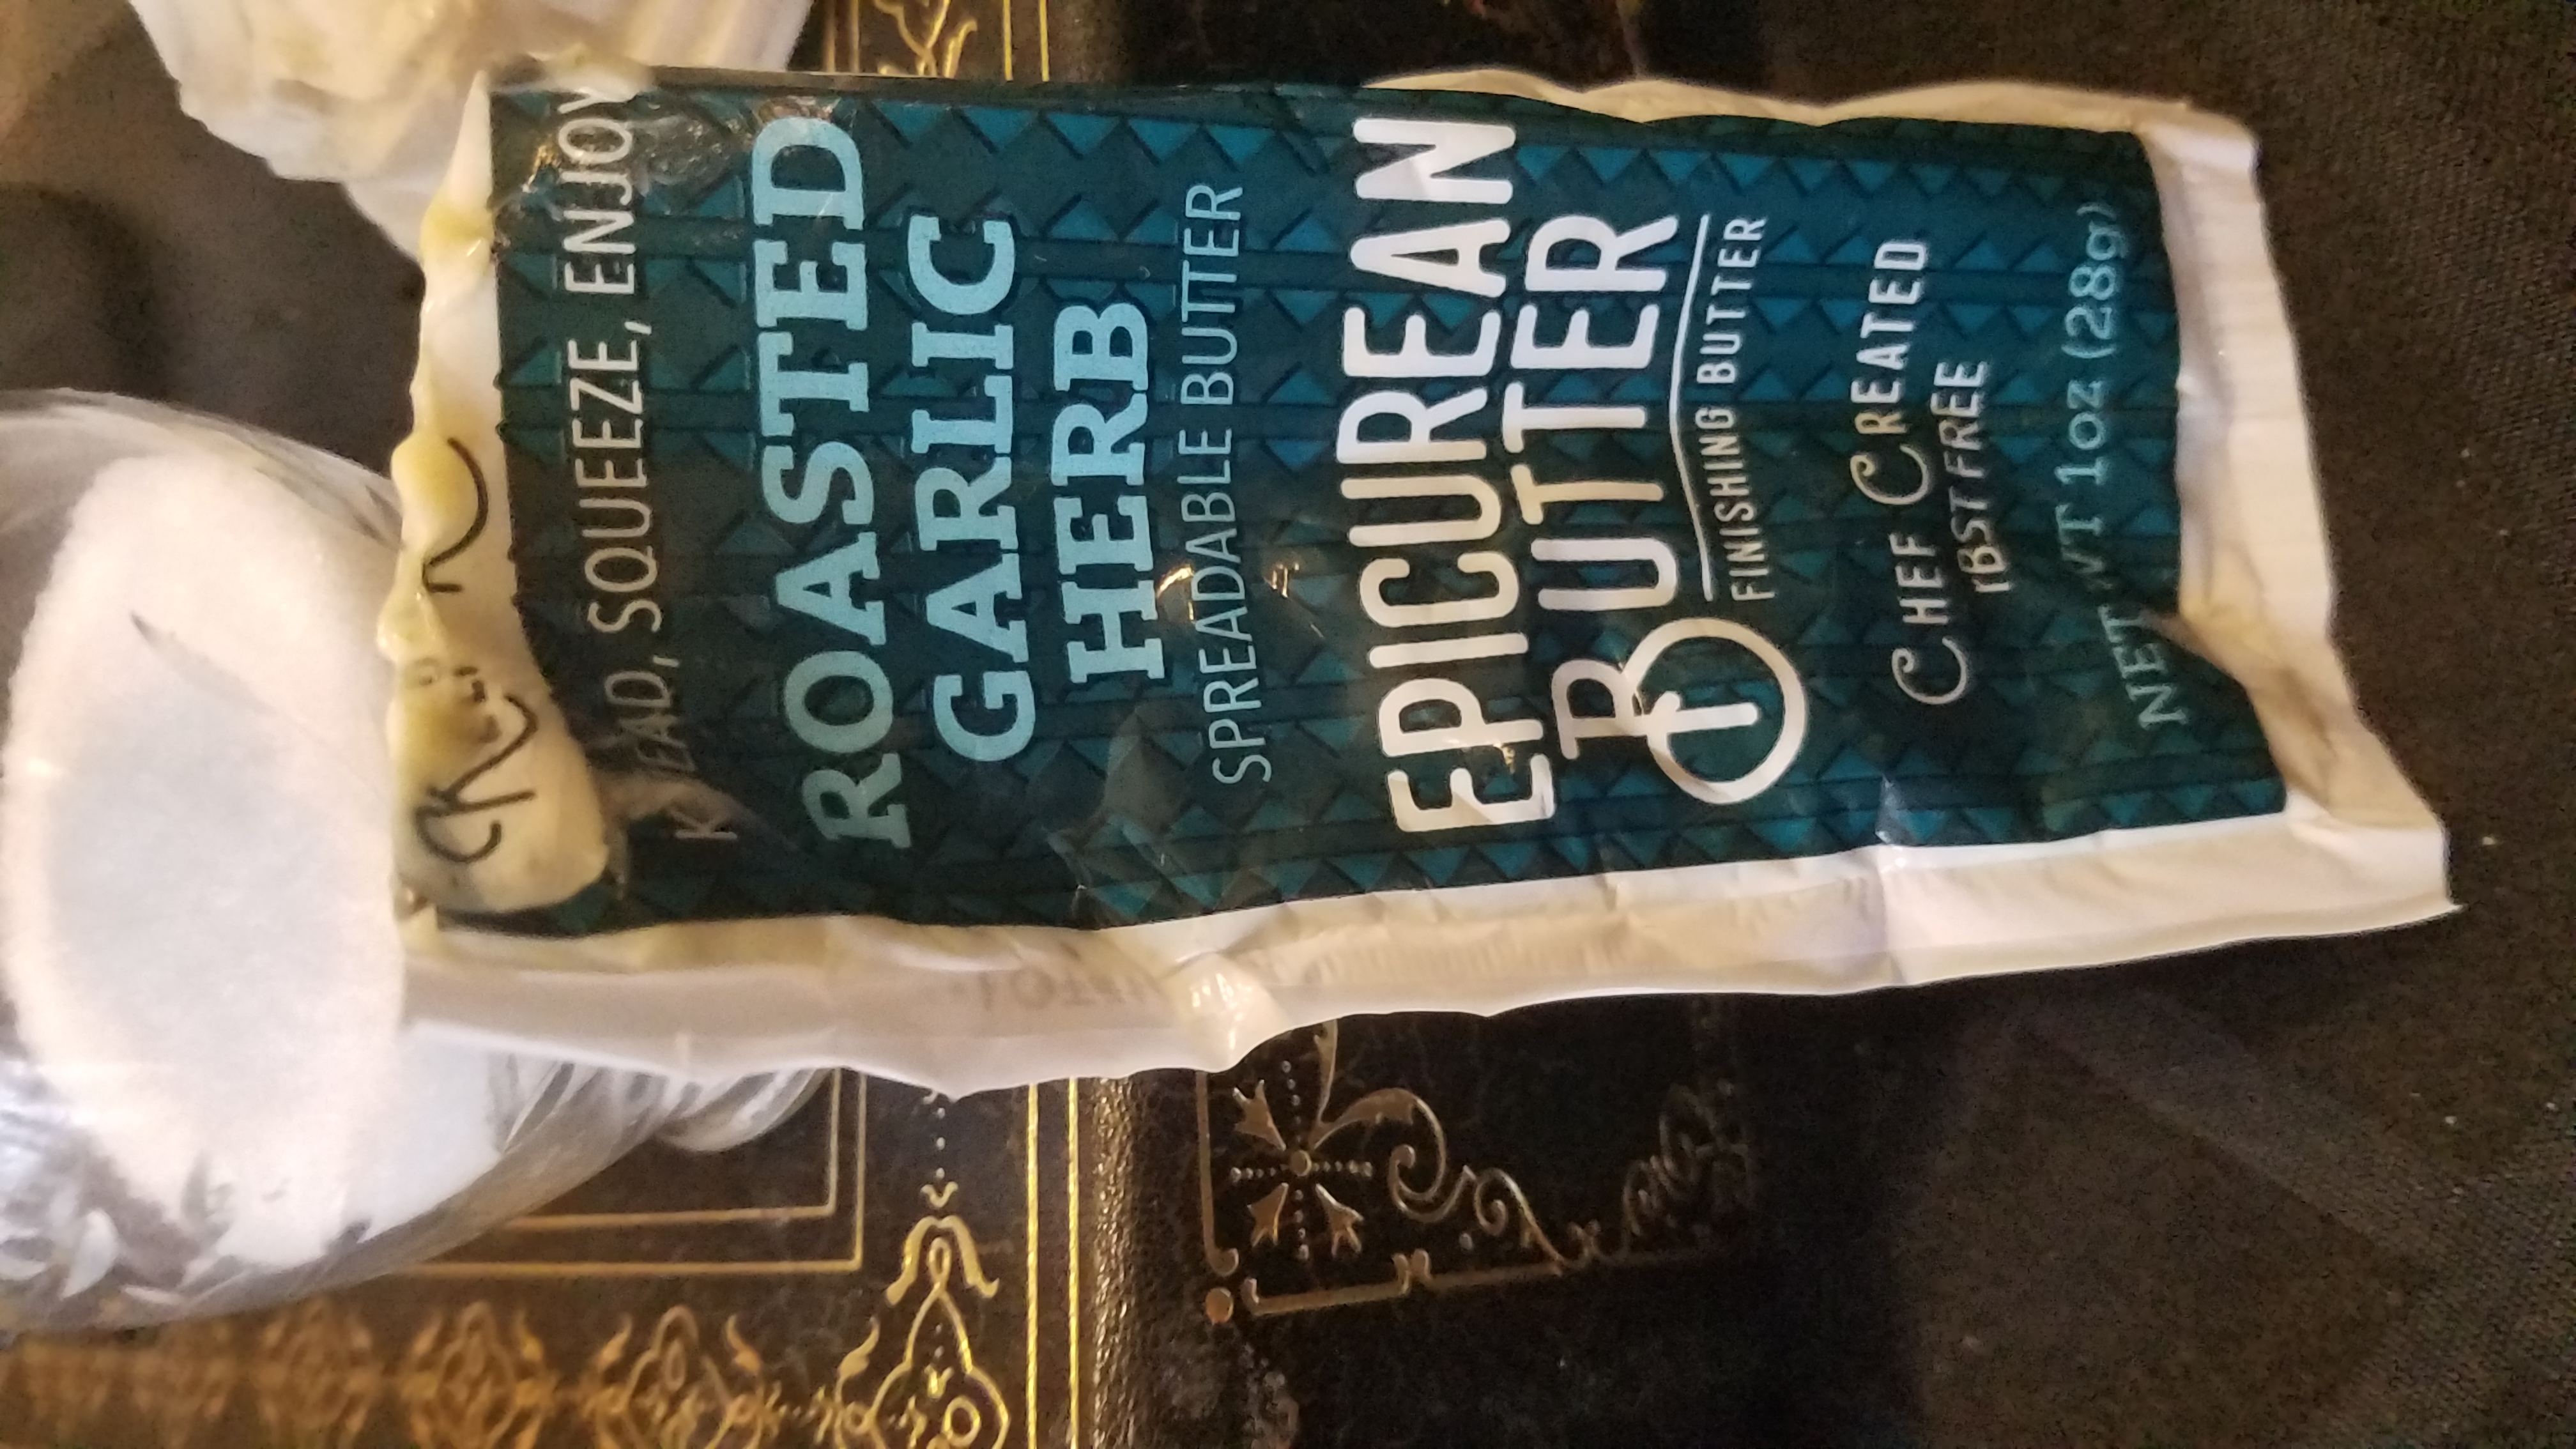 KNEAD, SQUEEZE, ENJOY
ROASTED
GARLIC
HERB
SPREADABLE BUTTER
EPICUREAN
BUTTER
FINISHING BUTTER
CHEF CREATED
rBST FREE
NET WT 1oz (28g)